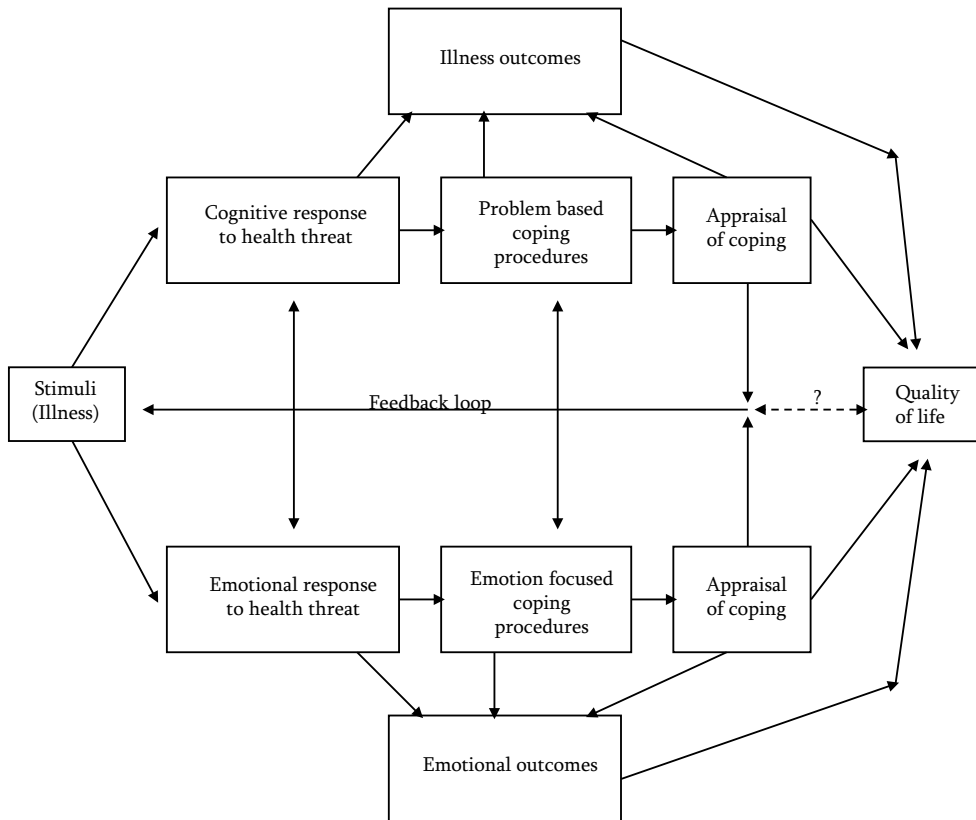 Illness outcomes
Cognitive response
to health threat
Problem based
coping
procedures
Appraisal
of coping
Stimuli
(Illness)
Feedback loop
?
Quality
of life
Emotional response
to health threat
Emotion focused
coping
procedures
Appraisal
of coping
Emotional outcomes